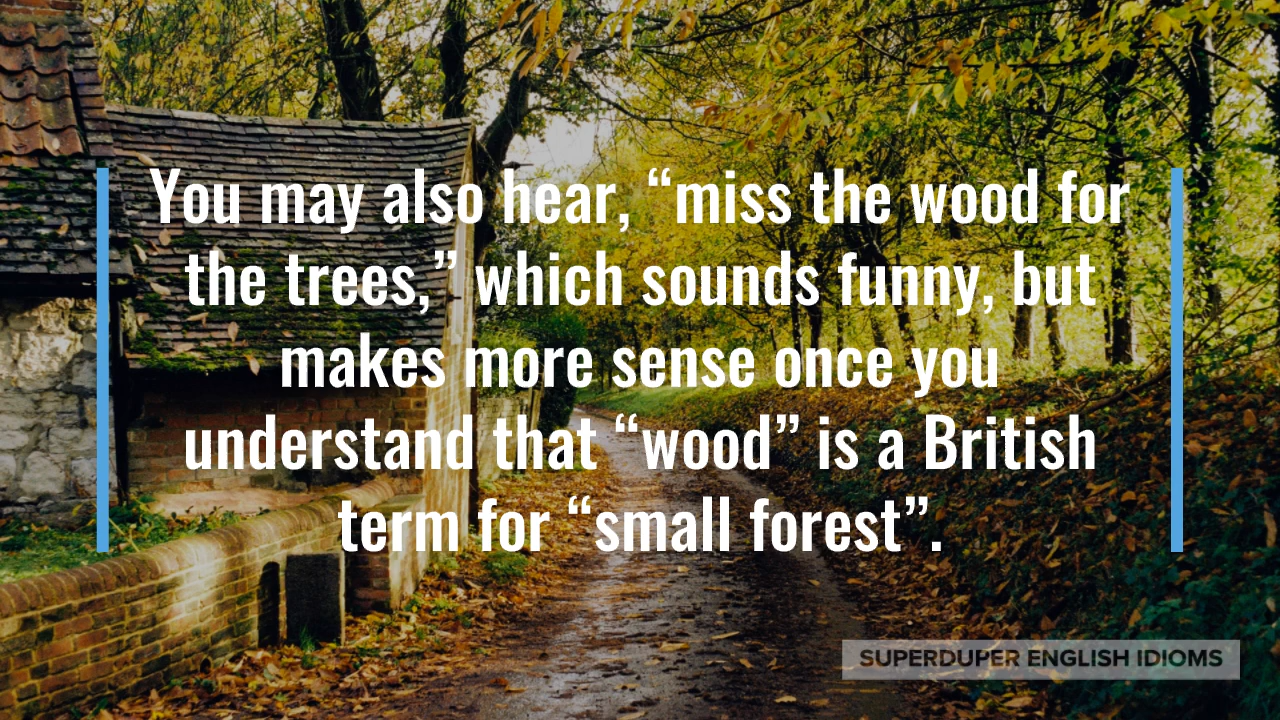 You may also hear, “miss the wood for
the trees,” which sounds funny, but
makes more sense once you
understand that “wood” is a British
term for “small forest”.
SUPERDUPER ENGLISH IDIOMS